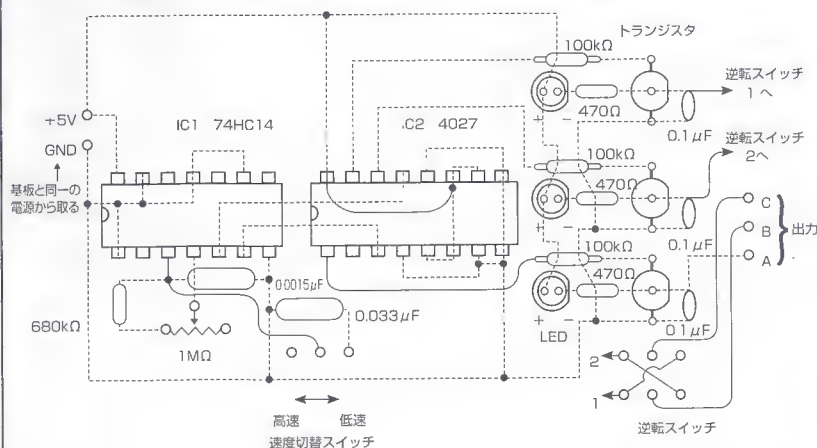 トランジスタ
100kΩ
逆転スイッチ
1へ
+5V
IC1 74HC14
IC2 4027
+ −
470Ω
0.1μF
GND
逆転スイッチ
2へ
100kΩ
基板と同一の
電源から取る
470Ω
C
B
A
出力
+ −
0.1μF
100kΩ
470Ω
0.0015μF
0.033μF
680kΩ
+ −
LED
0.1μF
1MΩ
2
1
高速 低速
速度切替スイッチ
逆転スイッチ